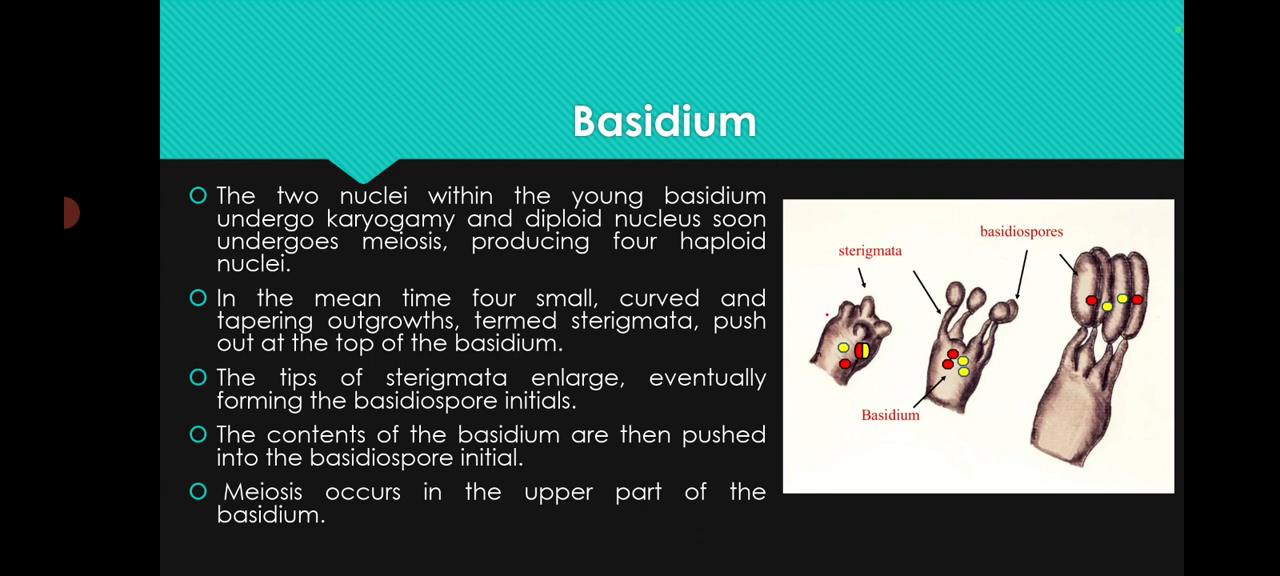 Basidium
The two nuclei within the young basidium
undergo karyogamy and diploid nucleus soon
undergoes meiosis, producing four haploid
nuclei.
In the mean time four small, curved and
tapering outgrowths, termed sterigmata, push
out at the top of the basidium.
The tips of sterigmata enlarge, eventually
forming the basidiospore initials.
The contents of the basidium are then pushed
into the basidiospore initial.
Meiosis occurs in the upper part of the
basidium.
basidiospores
sterigmata
Basidium